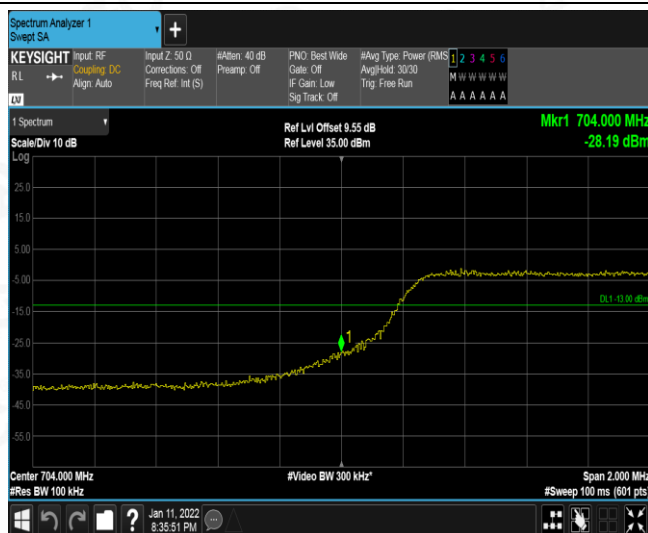 Spectrum Analyzer 1
Swept SA
+
KEYSIGHT
RL
LXI
Input: RF
Coupling: DC
Align: Auto
Input Z: 50 Ω
Corrections: Off
Freq Ref: Int (S)
#Atten: 40 dB
Preamp: Off
PNO: Best Wide
Gate: Off
IF Gain: Low
Sig Track: Off
#Avg Type: Power (RMS
Avg|Hold: 30/30
Trig: Free Run
1 2 3 4 5 6
M W W W W W
A A A A A A
1 Spectrum
Scale/Div 10 dB
Ref Lvl Offset 9.55 dB
Ref Level 35.00 dBm
Mkr1 704.000 MHz
-28.19 dBm
Log
25.0
15.0
5.00
-5.00
DL1 -13.00 dBm
-15.0
1
-25.0
-35.0
-45.0
-55.0
Center 704.000 MHz
#Video BW 300 kHz*
Span 2.000 MHz
#Res BW 100 kHz
#Sweep 100 ms (601 pts)
?
Jan 11, 2022
8:35:51 PM